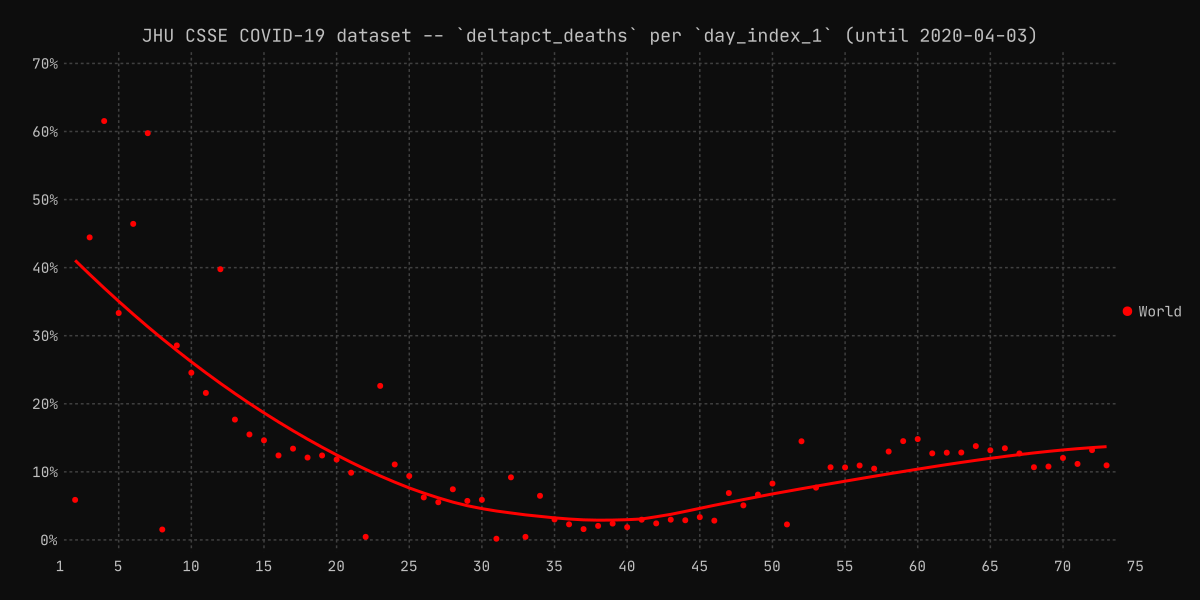 JHU CSSE COVID-19 dataset -- `deltapct_deaths` per `day_index_1` (until 2020-04-03)
70%
60%
50%
40%
30%
20%
10%
0%
World
1 5 10 15 20 25 30 35 40 45 50 55 60 65 70 75